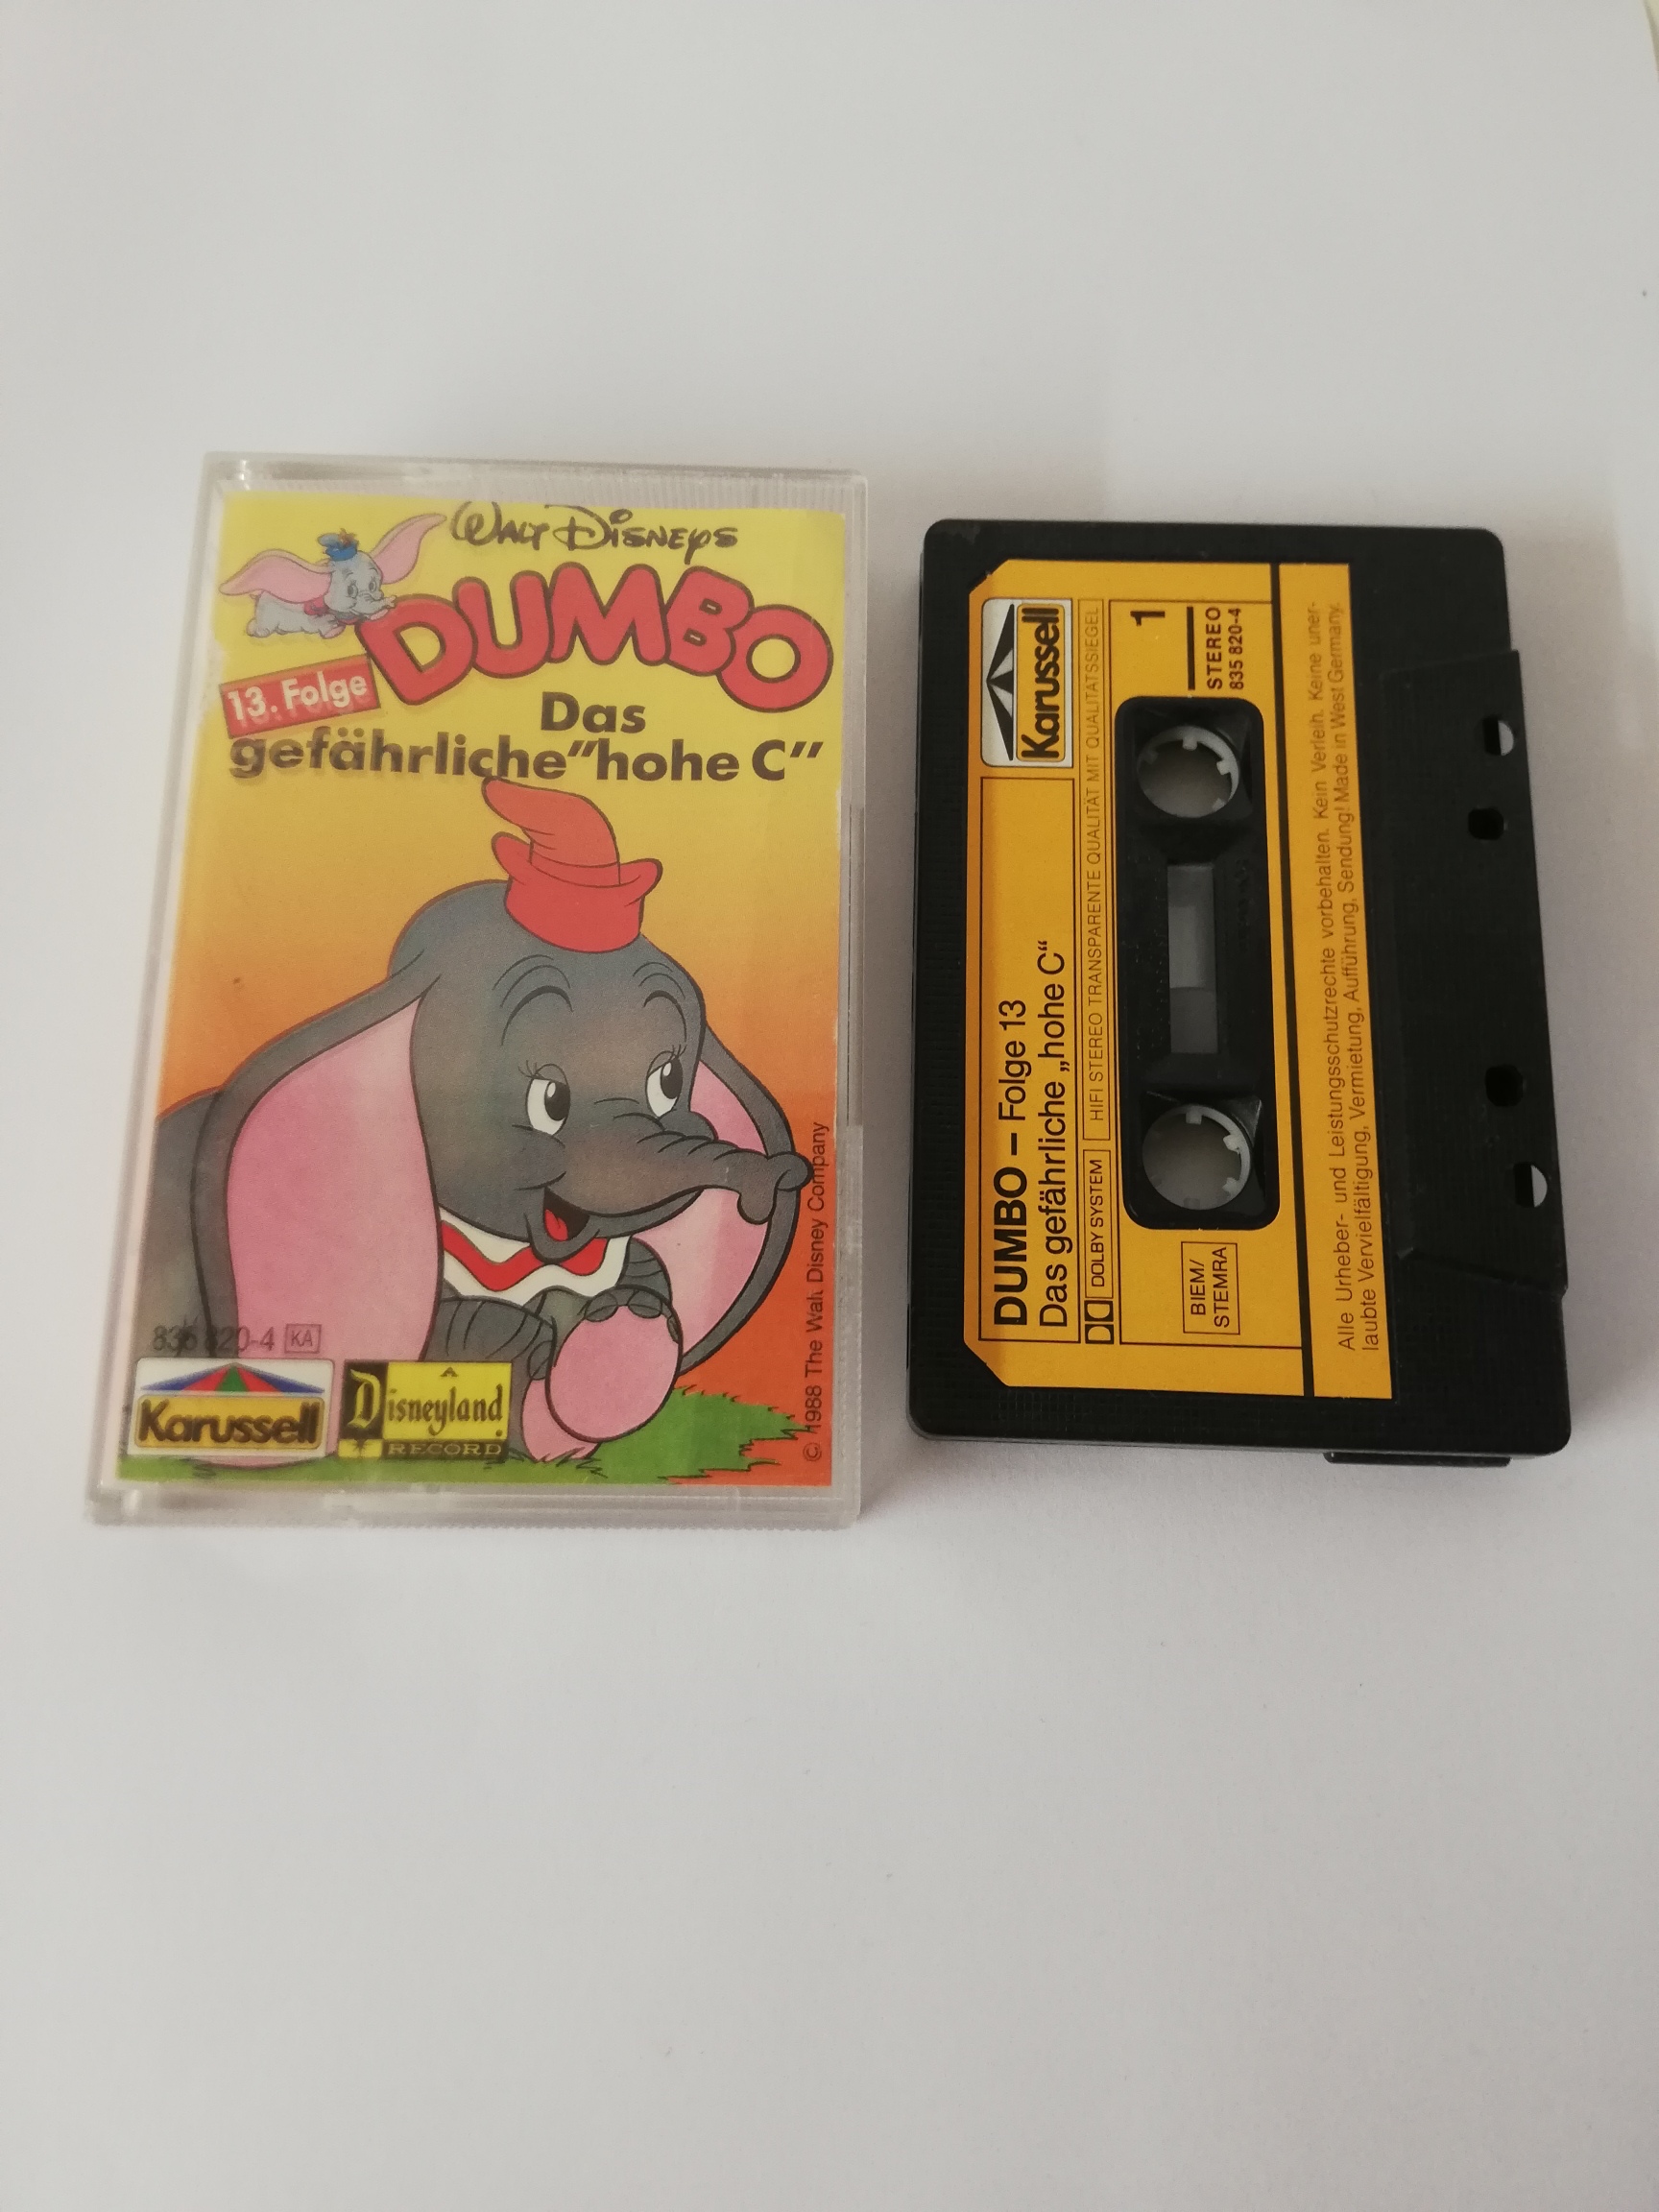 Walt Disneys
DUMBO
13. Folge
Das
gefährliche "hohe C"
© 1988 The Walt Disney Company
835 820-4 KA
Karussell
A
Disneyland
RECORD
Karussell
DUMBO – Folge 13
Das gefährliche „hohe C“
DOLBY SYSTEM
HIFI STEREO TRANSPARENTE QUALITÄT MIT QUALITÄTSSIEGEL
1
STEREO
835 820-4
BIEM/
STEMRA
Alle Urheber- und Leistungsschutzrechte vorbehalten. Kein Verleih. Keine uner-
laubte Vervielfältigung, Vermietung, Aufführung, Sendung! Made in West Germany.